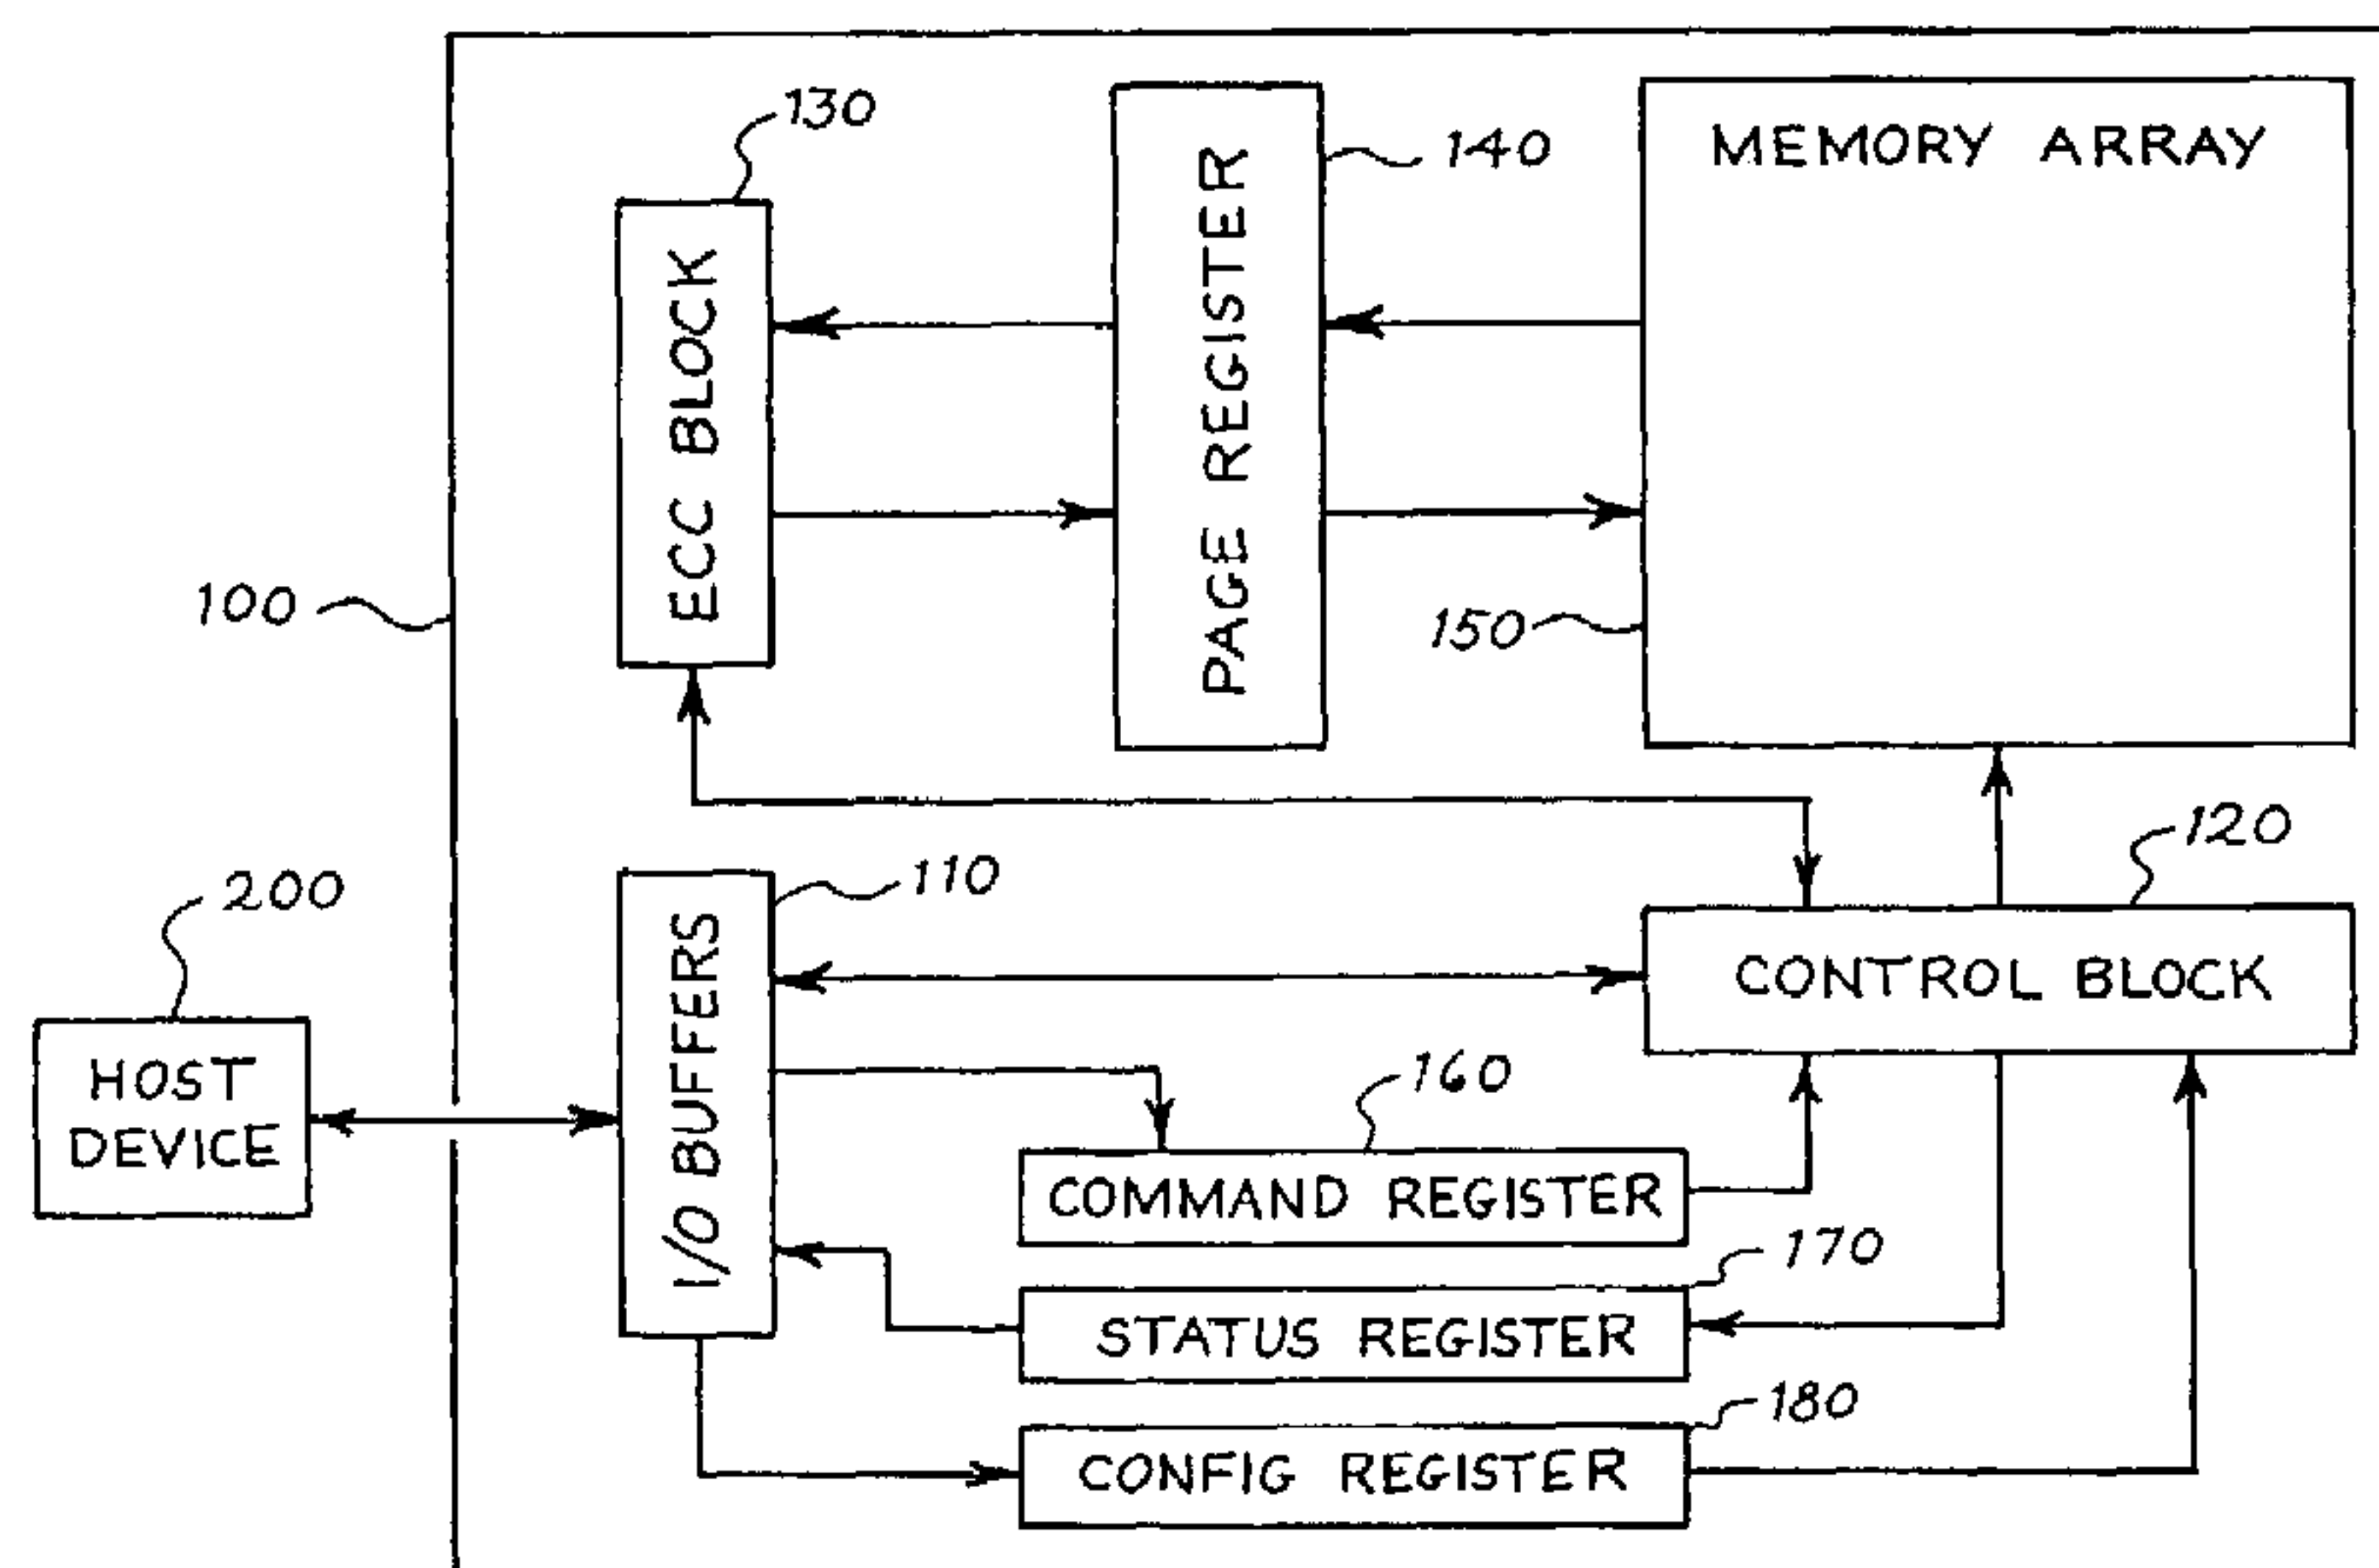 130
140
MEMORY ARRAY
ECC BLOCK
PAGE REGISTER
100
150
120
200
110
I/O BUFFERS
CONTROL BLOCK
HOST
DEVICE
160
COMMAND REGISTER
170
STATUS REGISTER
180
CONFIG REGISTER